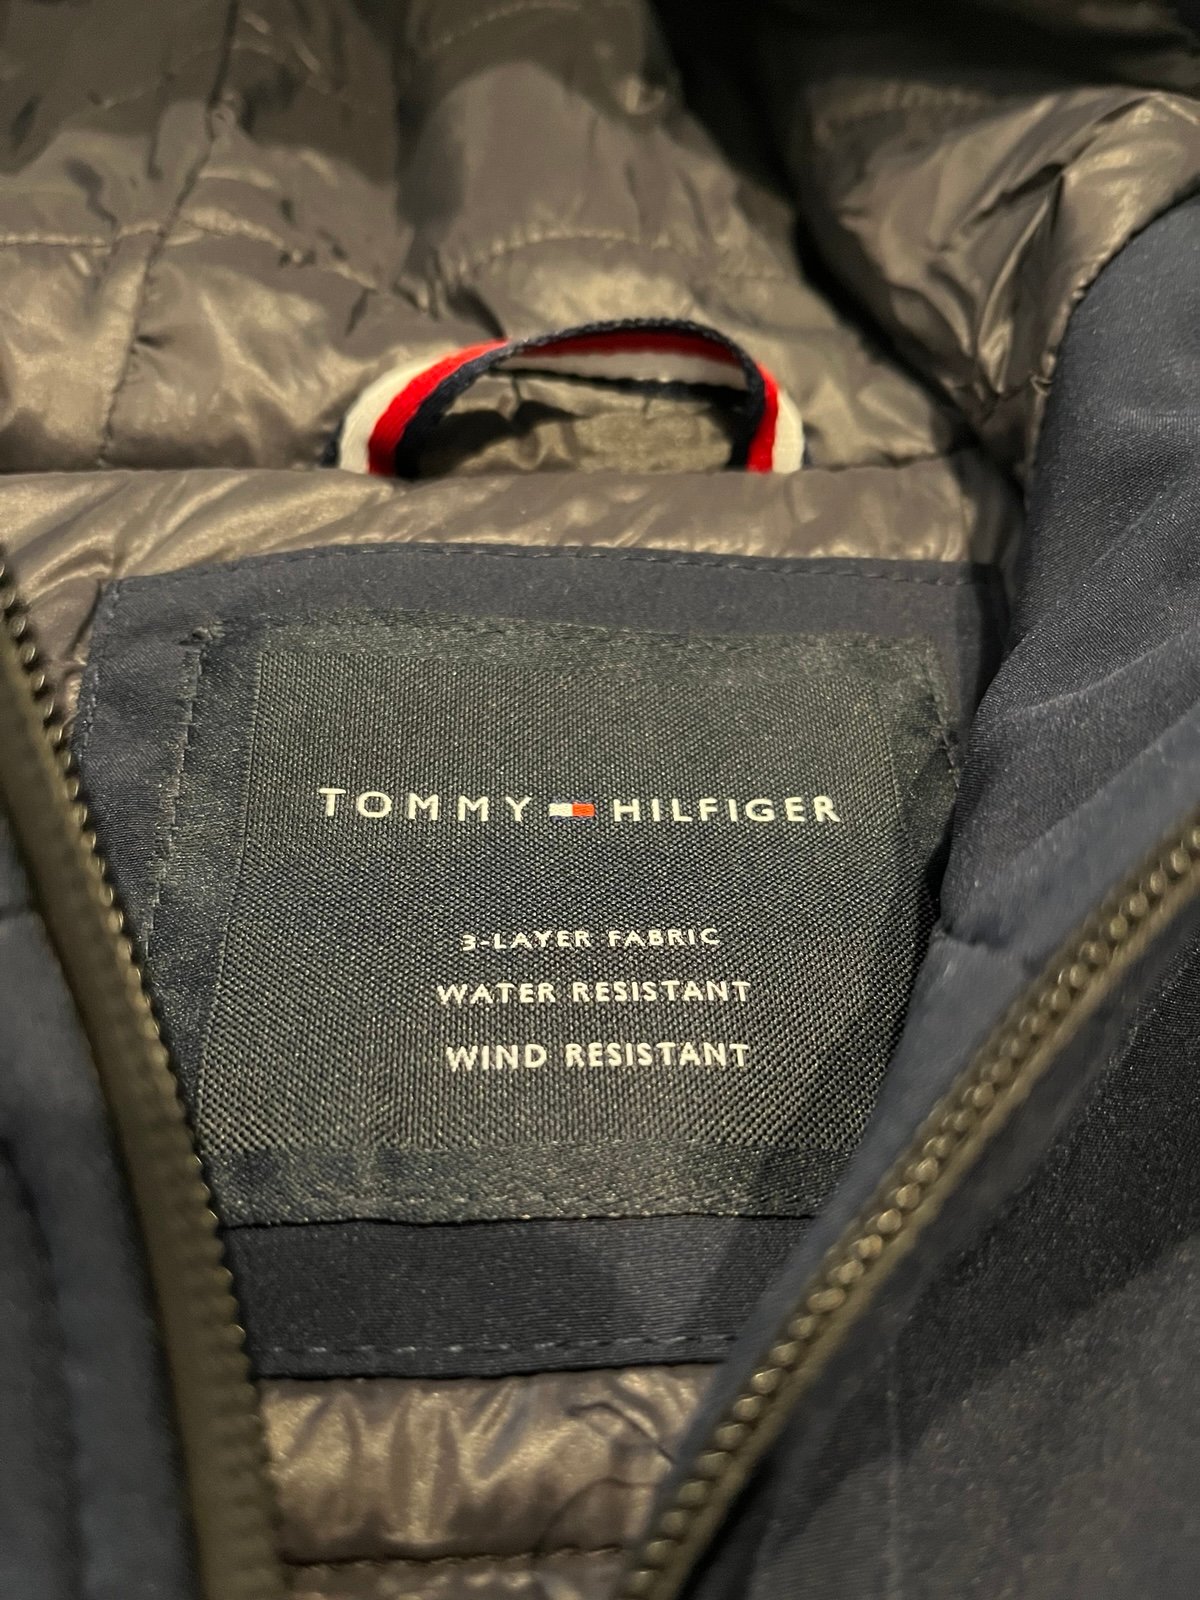 TOMMY HILFIGER
3-LAYER FABRIC
WATER RESISTANT
WIND RESISTANT